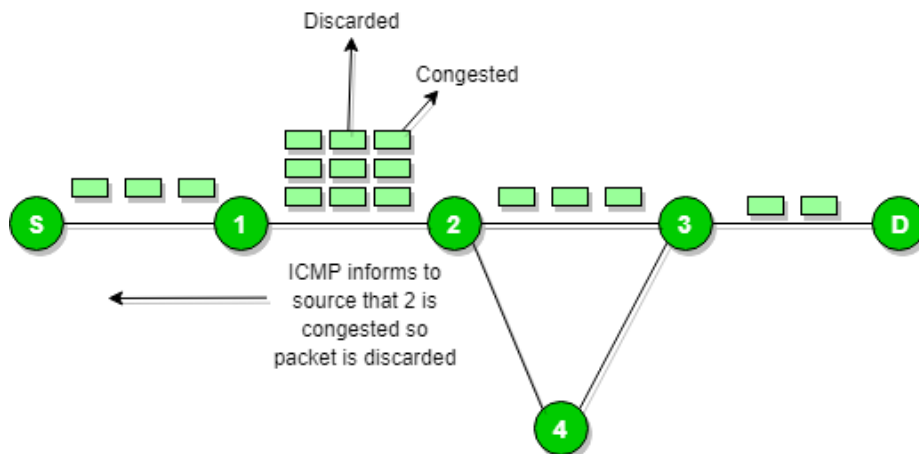 Discarded
Congested
S
1
2
3
D
ICMP informs to
source that 2 is
congested so
packet is discarded
4